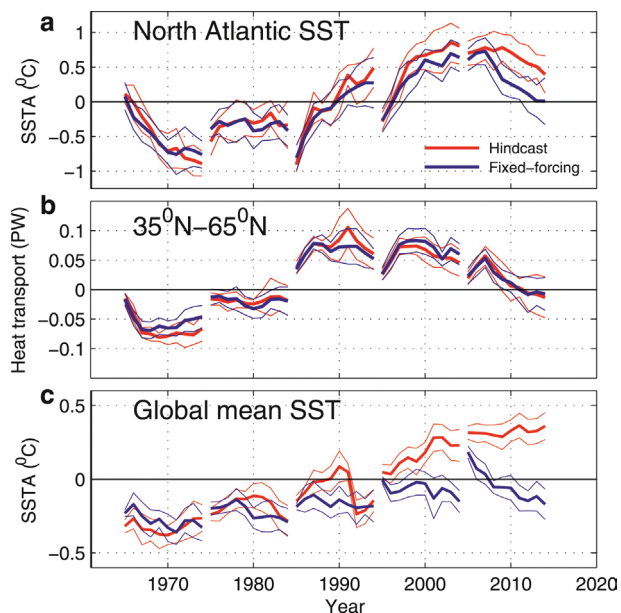 a North Atlantic SST
SSTA (⁰C)
1
0.5
0
−0.5
−1
Hindcast
Fixed−forcing
b 35⁰N−65⁰N
Heat transport (PW)
0.1
0.05
0
−0.05
−0.1
c Global mean SST
SSTA (⁰C)
0.5
0
−0.5
1970 1980 1990 2000 2010 2020
Year